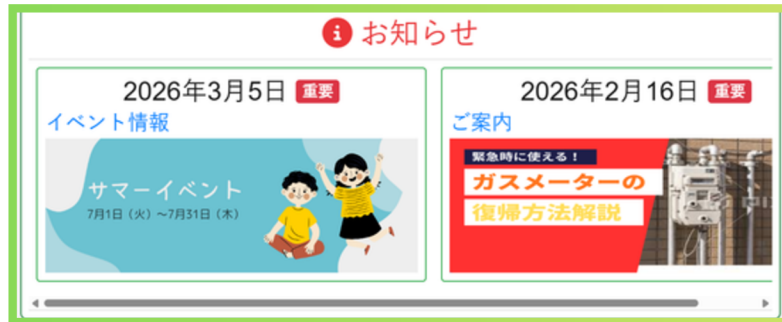 お知らせ
2026年3月5日 重要
イベント情報
サマーイベント
7月1日（火）〜7月31日（木）
2026年2月16日 重要
ご案内
緊急時に使える！
ガスメーターの
復帰方法解説